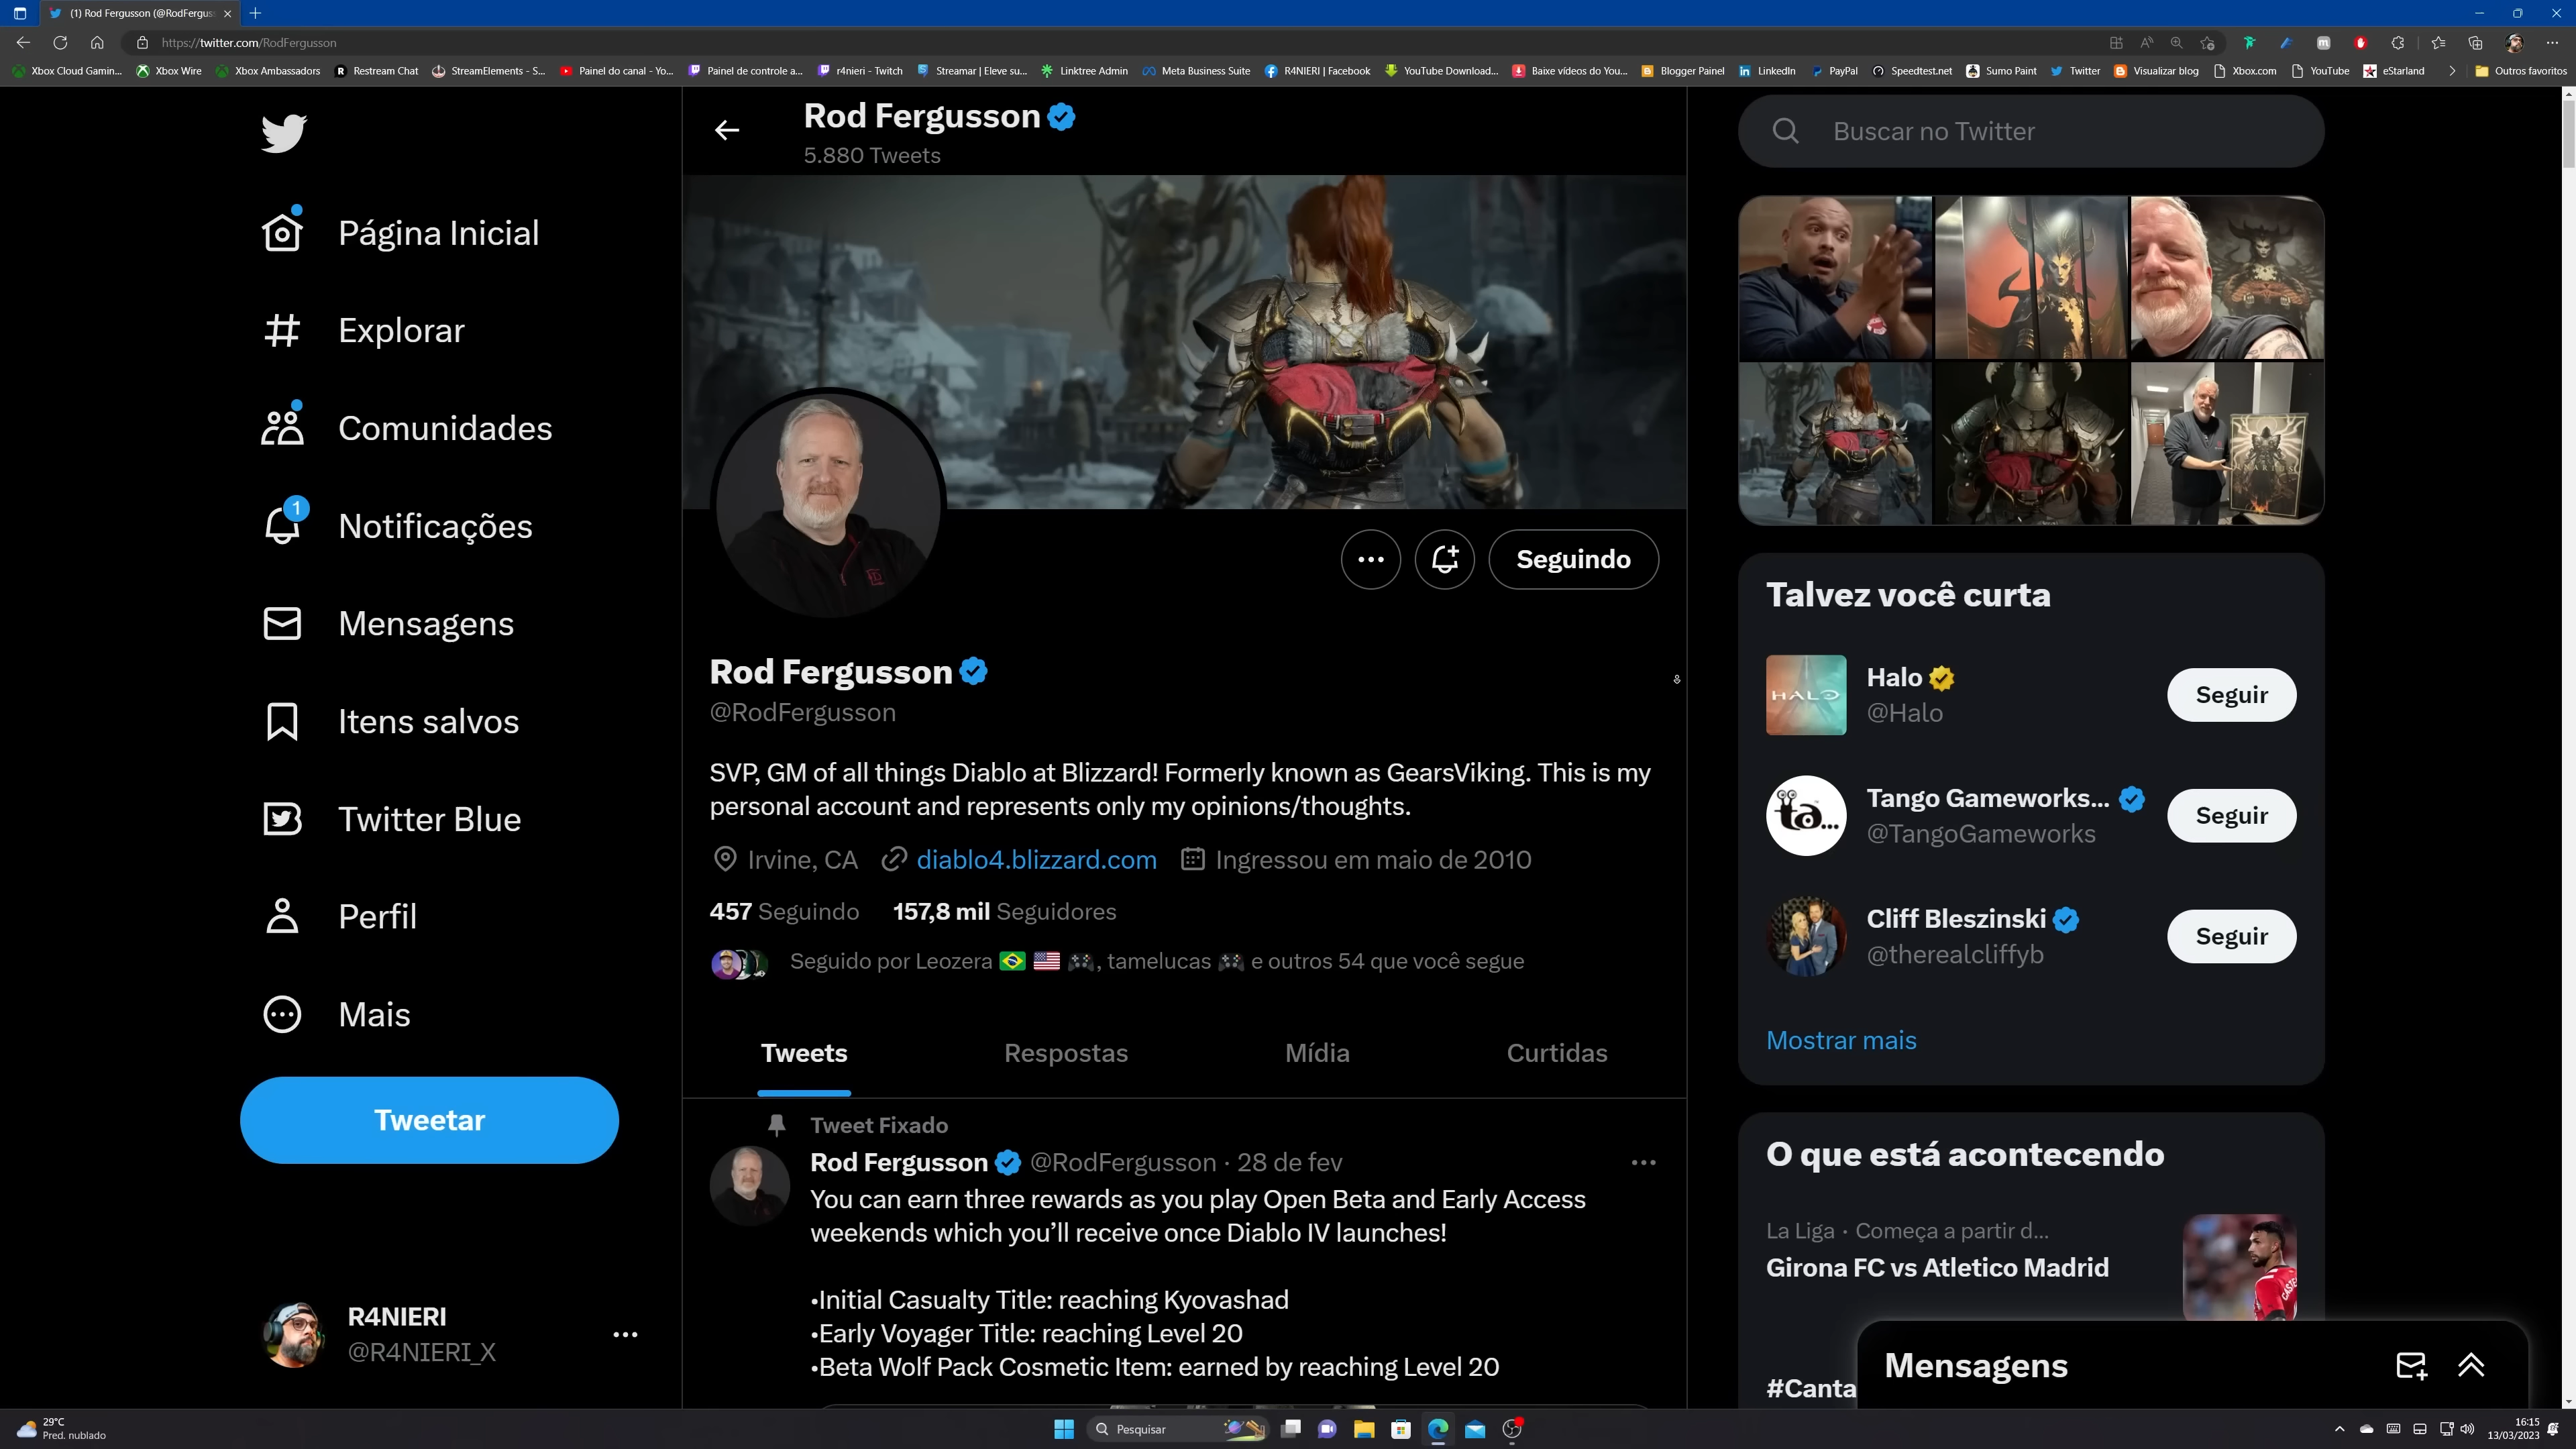 (1) Rod Fergusson (@RodFergus
https://twitter.com/RodFergusson
Xbox Cloud Gamin...
Xbox Wire
Xbox Ambassadors
Restream Chat
StreamElements - S...
Painel do canal - Yo...
Painel de controle a...
r4nieri - Twitch
Streamar | Eleve su...
Linktree Admin
Meta Business Suite
R4NIERI | Facebook
YouTube Download...
Baixe vídeos do You...
Blogger Painel
LinkedIn
PayPal
Speedtest.net
Sumo Paint
Twitter
Visualizar blog
Xbox.com
YouTube
eStarland
Outros favoritos
Página Inicial
Explorar
Comunidades
1
Notificações
Mensagens
Itens salvos
Twitter Blue
Perfil
Mais
Tweetar
R4NIERI
@R4NIERI_X
Rod Fergusson
5.880 Tweets
Seguindo
Rod Fergusson
@RodFergusson
SVP, GM of all things Diablo at Blizzard! Formerly known as GearsViking. This is my
personal account and represents only my opinions/thoughts.
Irvine, CA diablo4.blizzard.com Ingressou em maio de 2010
457 Seguindo 157,8 mil Seguidores
Seguido por Leozera 🇧🇷 🇺🇸 🎮, tamelucas 🎮 e outros 54 que você segue
Tweets Respostas Mídia Curtidas
Tweet Fixado
Rod Fergusson @RodFergusson · 28 de fev
You can earn three rewards as you play Open Beta and Early Access
weekends which you’ll receive once Diablo IV launches!
•Initial Casualty Title: reaching Kyovashad
•Early Voyager Title: reaching Level 20
•Beta Wolf Pack Cosmetic Item: earned by reaching Level 20
Buscar no Twitter
Talvez você curta
HALO
Halo
@Halo
Seguir
ta...
Tango Gameworks...
@TangoGameworks
Seguir
Cliff Bleszinski
@therealcliffyb
Seguir
Mostrar mais
O que está acontecendo
La Liga · Começa a partir d...
Girona FC vs Atletico Madrid
#Canta
Mensagens
29°C
Pred. nublado
Pesquisar
16:15
13/03/2023